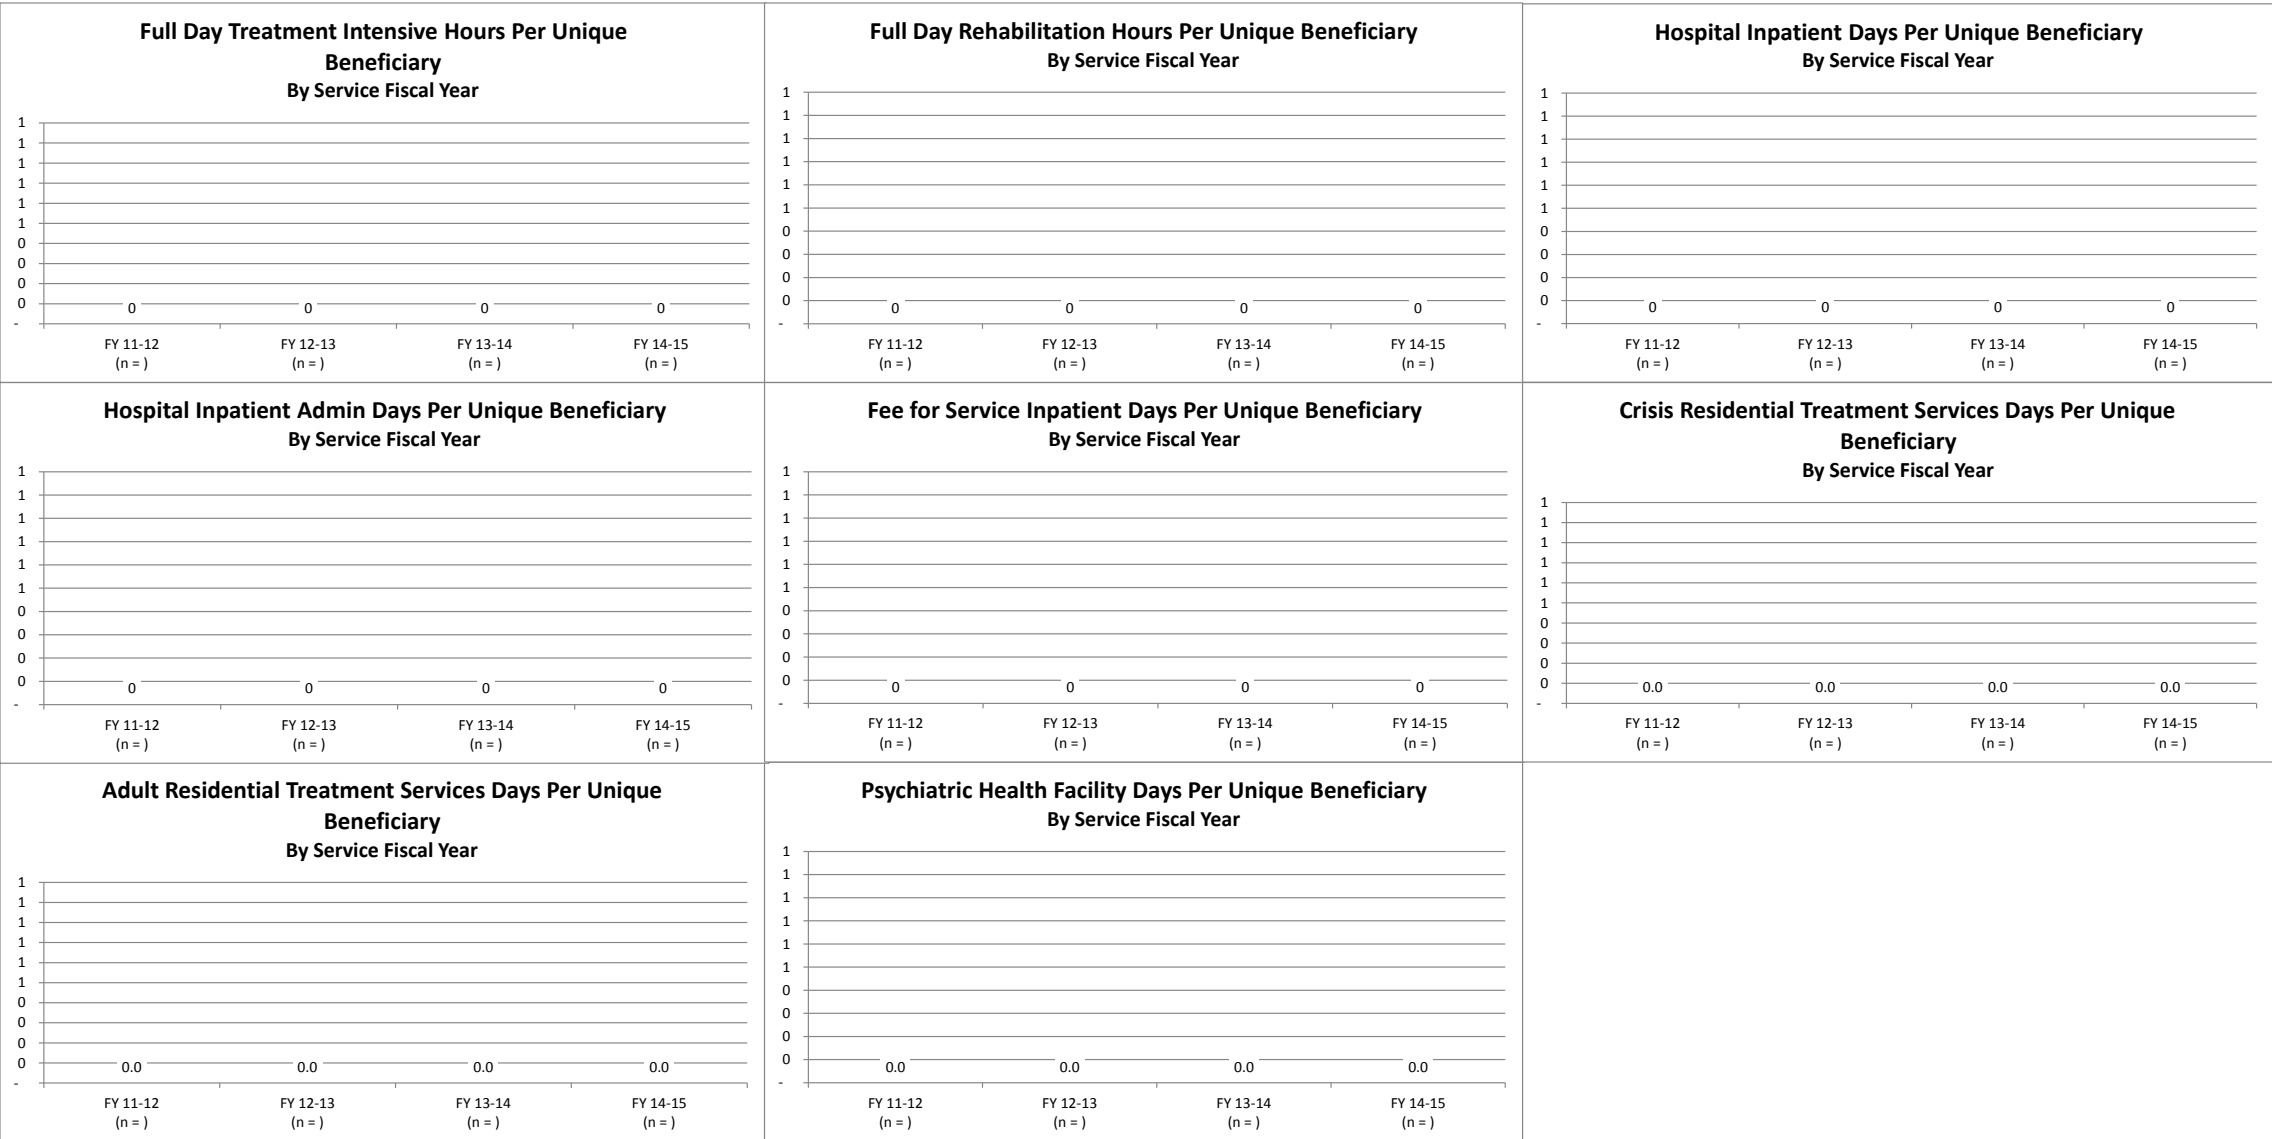 Full Day Treatment Intensive Hours Per Unique
Beneficiary
By Service Fiscal Year
1
1
1
1
1
1
0
0
0
0
-
0 0 0 0
FY 11-12 FY 12-13 FY 13-14 FY 14-15
(n = ) (n = ) (n = ) (n = )
Full Day Rehabilitation Hours Per Unique Beneficiary
By Service Fiscal Year
1
1
1
1
1
1
0
0
0
0
-
0 0 0 0
FY 11-12 FY 12-13 FY 13-14 FY 14-15
(n = ) (n = ) (n = ) (n = )
Hospital Inpatient Days Per Unique Beneficiary
By Service Fiscal Year
1
1
1
1
1
1
0
0
0
0
-
0 0 0 0
FY 11-12 FY 12-13 FY 13-14 FY 14-15
(n = ) (n = ) (n = ) (n = )
Hospital Inpatient Admin Days Per Unique Beneficiary
By Service Fiscal Year
1
1
1
1
1
1
0
0
0
0
-
0 0 0 0
FY 11-12 FY 12-13 FY 13-14 FY 14-15
(n = ) (n = ) (n = ) (n = )
Fee for Service Inpatient Days Per Unique Beneficiary
By Service Fiscal Year
1
1
1
1
1
1
0
0
0
0
-
0 0 0 0
FY 11-12 FY 12-13 FY 13-14 FY 14-15
(n = ) (n = ) (n = ) (n = )
Crisis Residential Treatment Services Days Per Unique
Beneficiary
By Service Fiscal Year
1
1
1
1
1
1
0
0
0
0
-
0.0 0.0 0.0 0.0
FY 11-12 FY 12-13 FY 13-14 FY 14-15
(n = ) (n = ) (n = ) (n = )
Adult Residential Treatment Services Days Per Unique
Beneficiary
By Service Fiscal Year
1
1
1
1
1
1
0
0
0
0
-
0.0 0.0 0.0 0.0
FY 11-12 FY 12-13 FY 13-14 FY 14-15
(n = ) (n = ) (n = ) (n = )
Psychiatric Health Facility Days Per Unique Beneficiary
By Service Fiscal Year
1
1
1
1
1
1
0
0
0
0
-
0.0 0.0 0.0 0.0
FY 11-12 FY 12-13 FY 13-14 FY 14-15
(n = ) (n = ) (n = ) (n = )